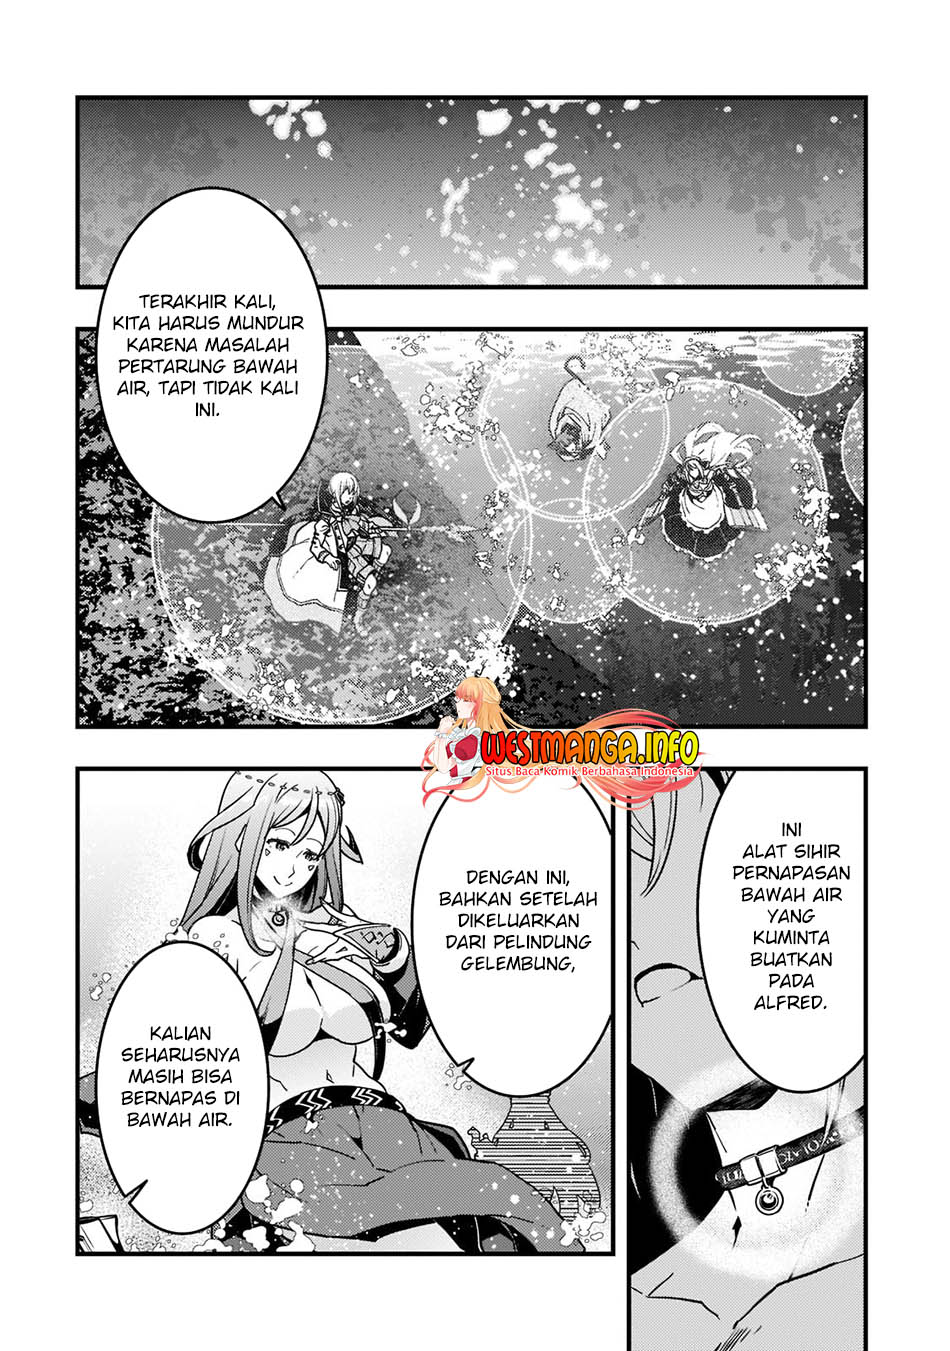 TERAKHIR KALI,
KITA HARUS MUNDUR
KARENA MASALAH
PERTARUNG BAWAH
AIR, TAPI TIDAK KALI
INI.
WESTMANGA.INFO
Situs Baca Komik Berbahasa Indonesia
INI
ALAT SIHIR
PERNAPASAN
BAWAH AIR
YANG
KUMINTA
BUATKAN
PADA
ALFRED.
DENGAN INI,
BAHKAN SETELAH
DIKELUARKAN
DARI PELINDUNG
GELEMBUNG,
KALIAN
SEHARUSNYA
MASIH BISA
BERNAPAS DI
BAWAH AIR.